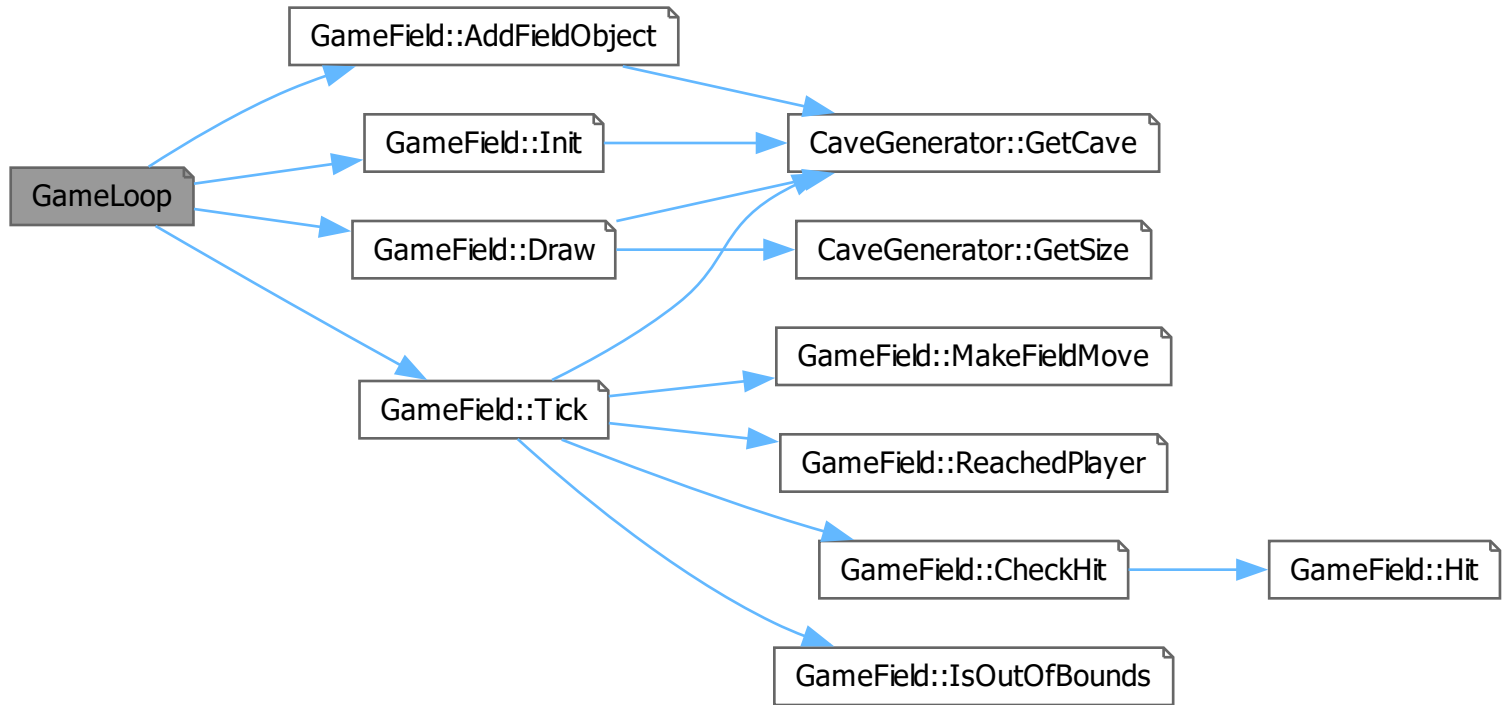 GameField::AddFieldObject
GameField::Init
CaveGenerator::GetCave
GameLoop
GameField::Draw
CaveGenerator::GetSize
GameField::MakeFieldMove
GameField::Tick
GameField::ReachedPlayer
GameField::CheckHit
GameField::Hit
GameField::IsOutOfBounds